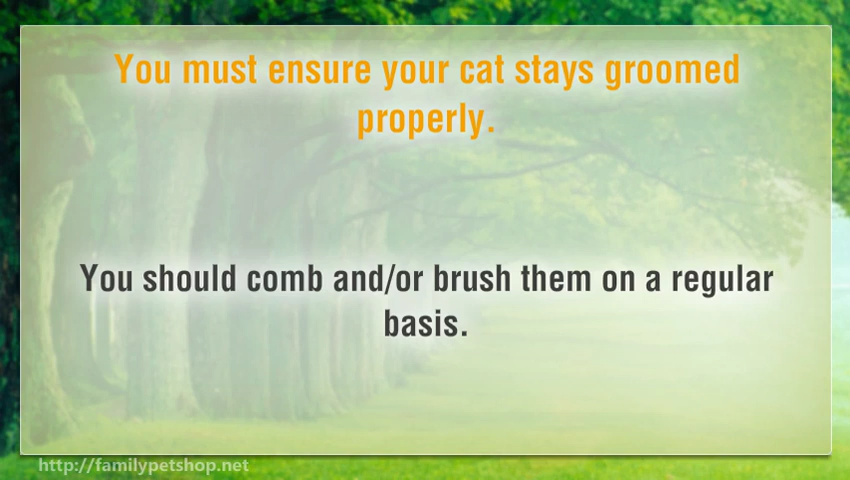 You must ensure your cat stays groomed
properly.
You should comb and/or brush them on a regular
basis.
http://familypetshop.net